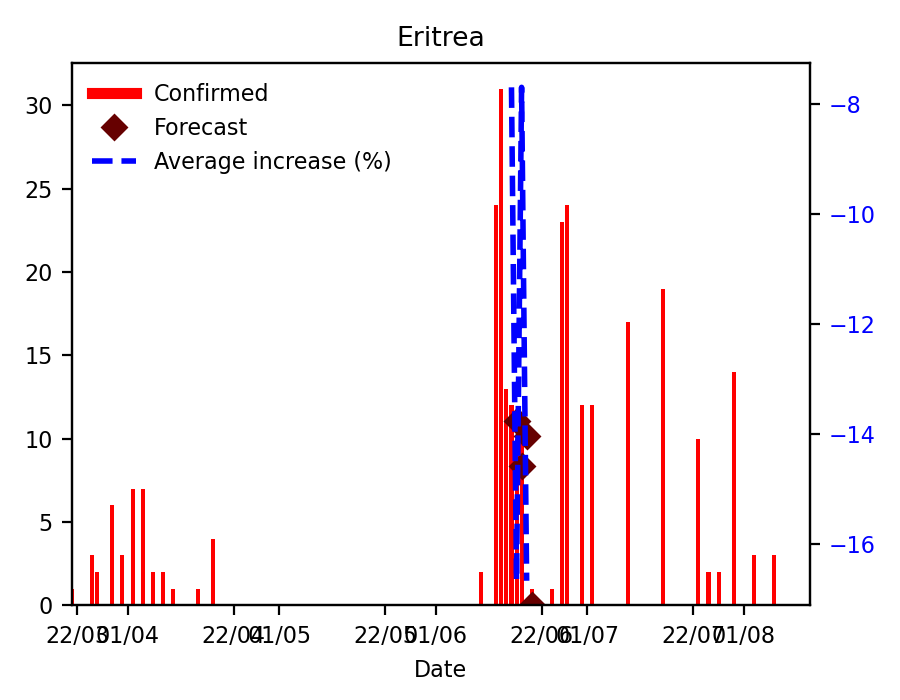 Eritrea
Confirmed
Forecast
Average increase (%)
30
25
20
15
10
5
0
−8
−10
−12
−14
−16
22/03 01/04 22/04 01/05 22/05 01/06 22/06 01/07 22/07 01/08
Date